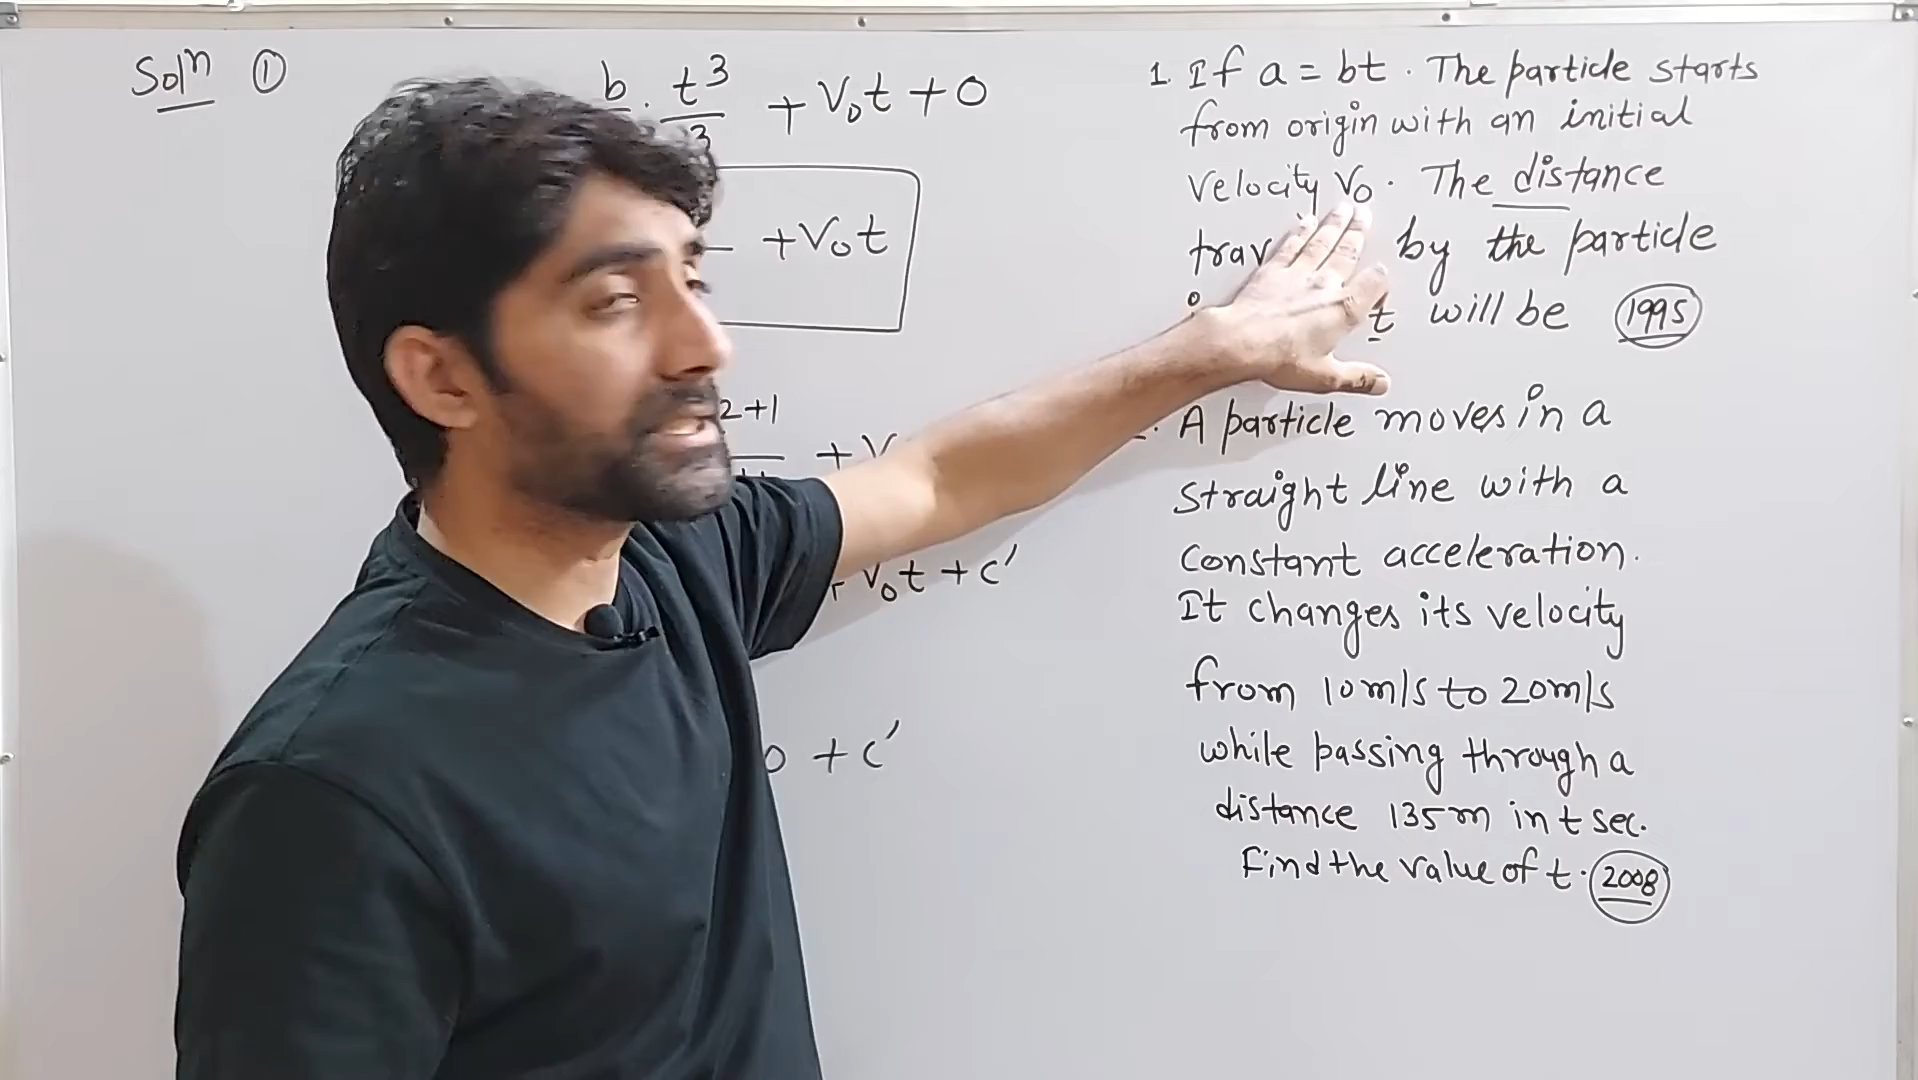 Solⁿ ①
b . t³ + V₀t + 0
3
+ V₀t
2+1
+ V
V₀t + c'
0 + c'
1. If a = bt . The particle starts
from origin with an initial
velocity V₀ . The distance
trav by the particle
t will be 1995
A particle moves in a
straight line with a
constant acceleration.
It changes its velocity
from 10m/s to 20m/s
while passing through a
distance 135m in t sec.
Find the value of t . 2008